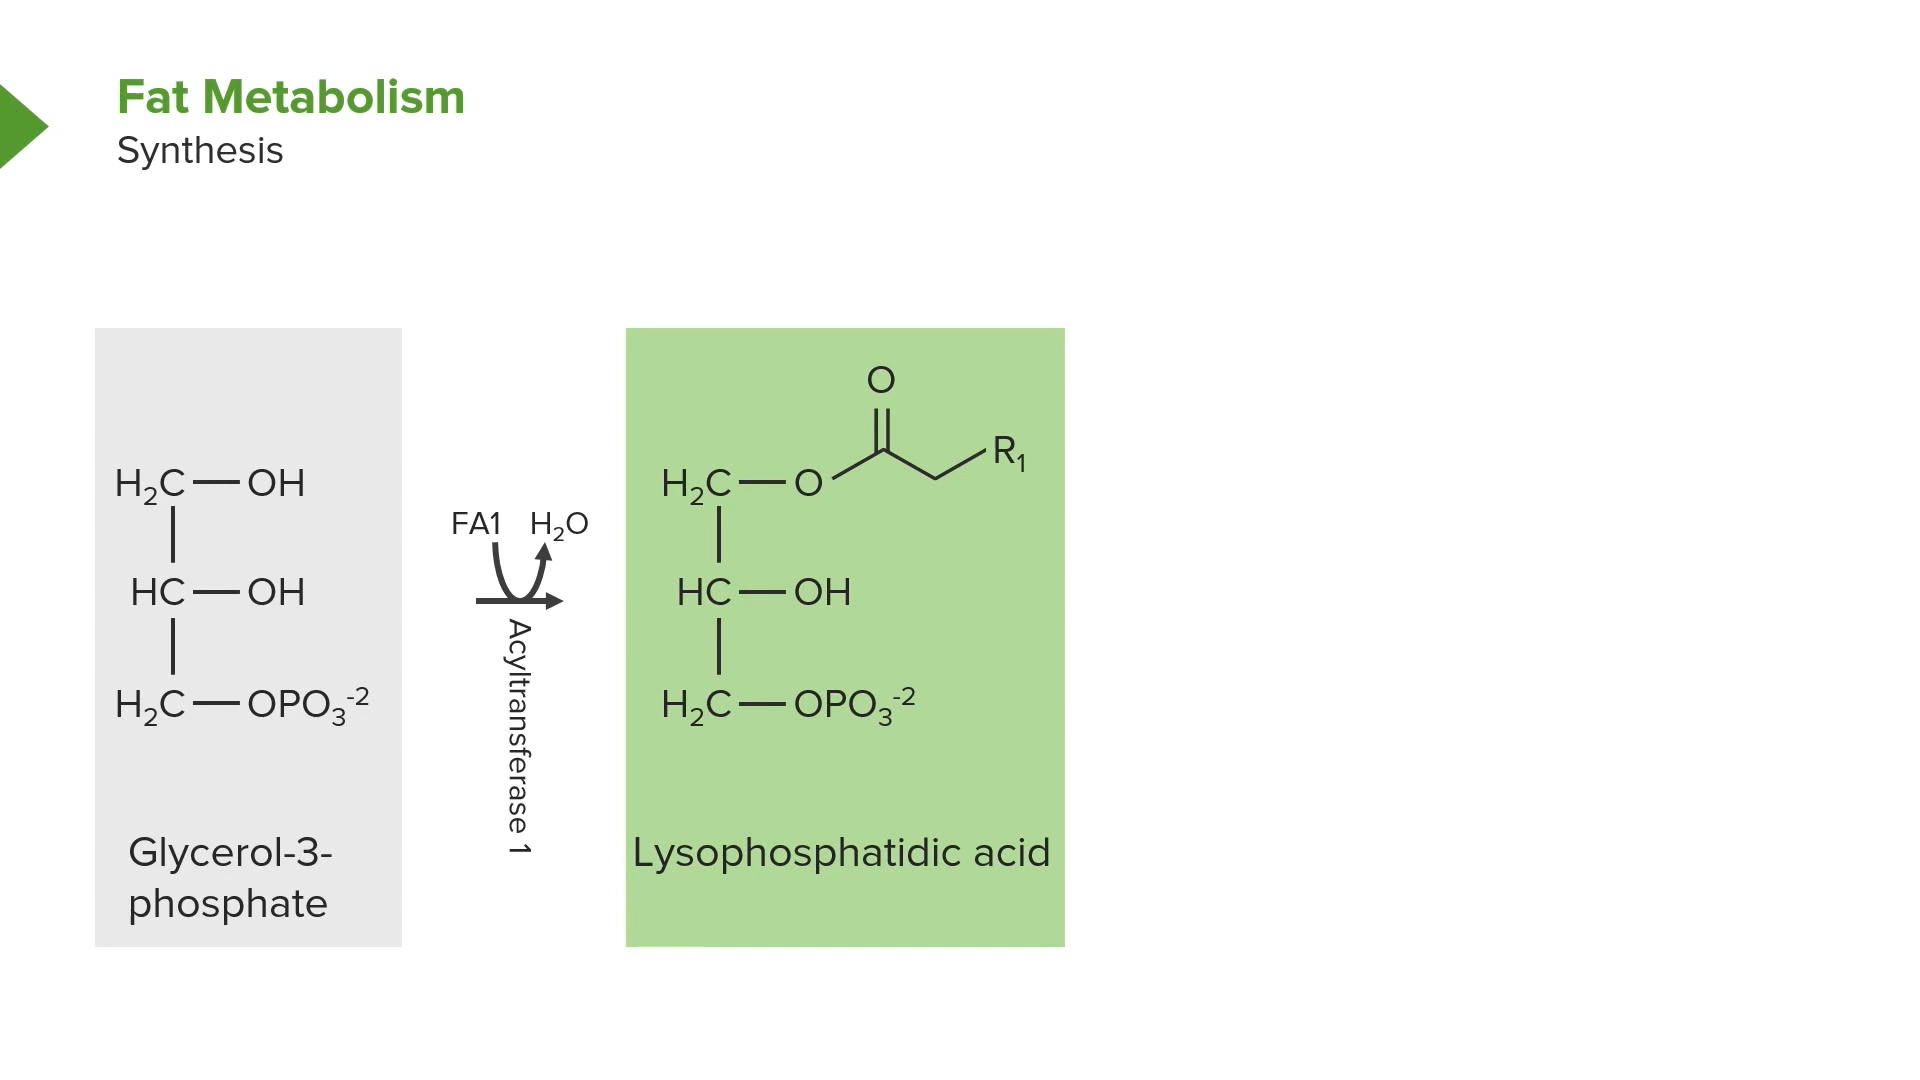 Fat Metabolism
Synthesis
H₂C — OH
HC — OH
H₂C — OPO₃⁻²
Glycerol-3-
phosphate
FA1 H₂O
Acyltransferase 1
O
R₁
H₂C — O
HC — OH
H₂C — OPO₃⁻²
Lysophosphatidic acid